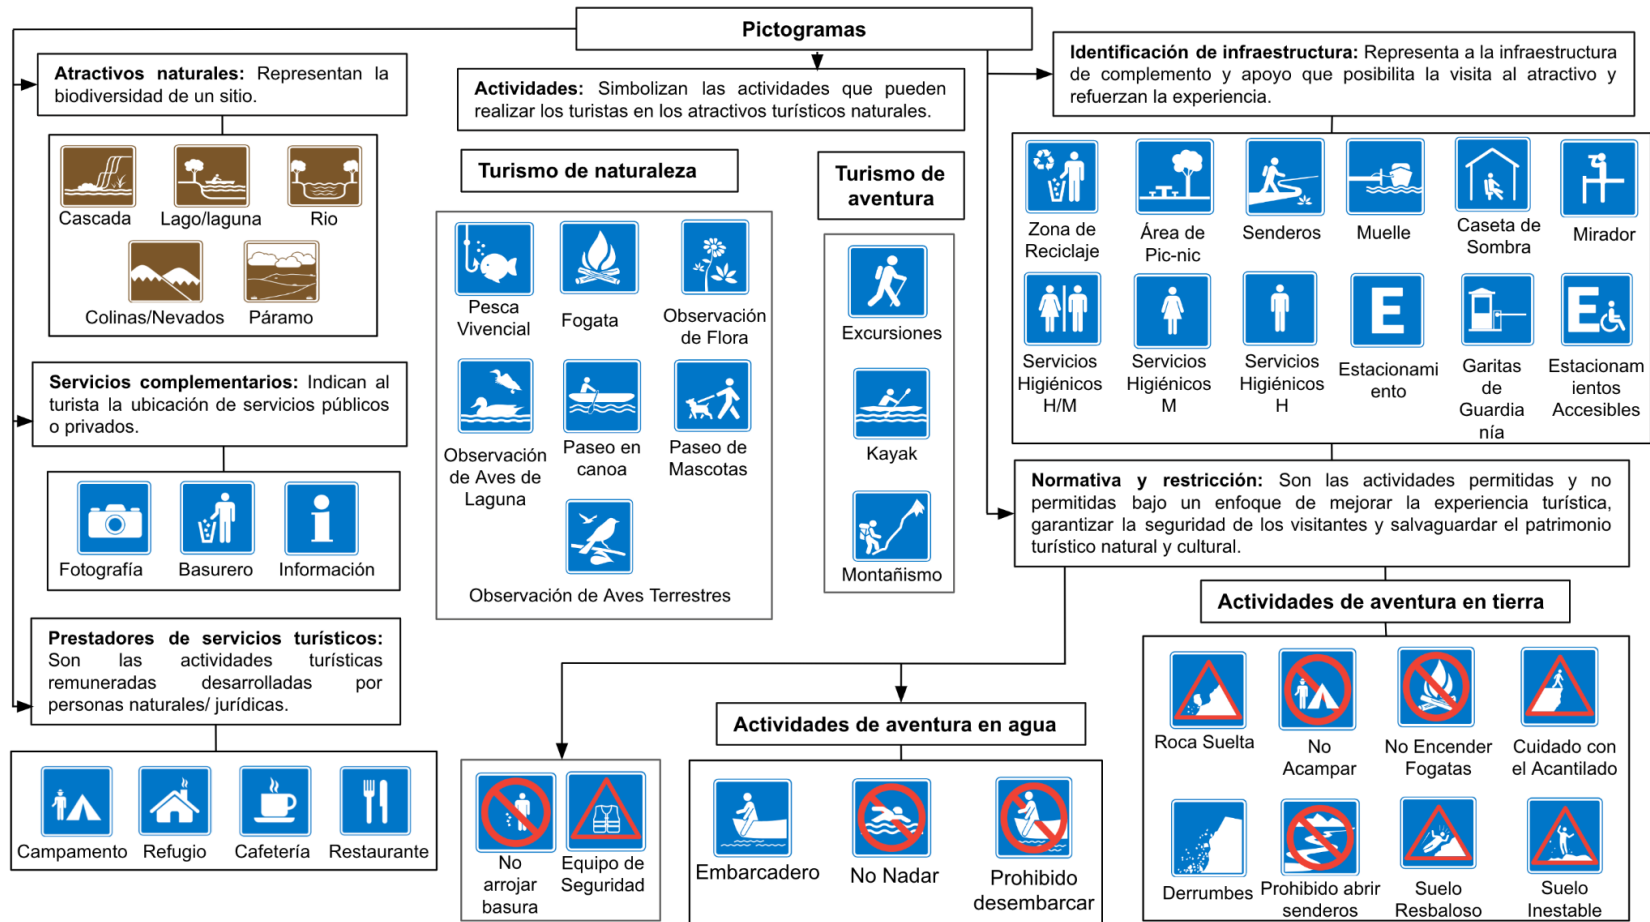 Pictogramas
Atractivos naturales: Representan la
biodiversidad de un sitio.
Cascada
Lago/laguna
Rio
Colinas/Nevados
Páramo
Servicios complementarios: Indican al
turista la ubicación de servicios públicos
o privados.
Fotografía
Basurero
Información
Prestadores de servicios turísticos:
Son las actividades turísticas
remuneradas desarrolladas por
personas naturales/ jurídicas.
Campamento
Refugio
Cafetería
Restaurante
Actividades: Simbolizan las actividades que pueden
realizar los turistas en los atractivos turísticos naturales.
Turismo de naturaleza
Pesca
Vivencial
Fogata
Observación
de Flora
Observación
de Aves de
Laguna
Paseo en
canoa
Paseo de
Mascotas
Observación de Aves Terrestres
Turismo de
aventura
Excursiones
Kayak
Montañismo
Identificación de infraestructura: Representa a la infraestructura
de complemento y apoyo que posibilita la visita al atractivo y
refuerzan la experiencia.
Zona de
Reciclaje
Área de
Pic-nic
Senderos
Muelle
Caseta de
Sombra
Mirador
Servicios
Higiénicos
H/M
Servicios
Higiénicos
M
Servicios
Higiénicos
H
E
Estacionami
ento
Garitas
de
Guardia
nía
E
Estacionam
ientos
Accesibles
Normativa y restricción: Son las actividades permitidas y no
permitidas bajo un enfoque de mejorar la experiencia turística,
garantizar la seguridad de los visitantes y salvaguardar el patrimonio
turístico natural y cultural.
No
arrojar
basura
Equipo de
Seguridad
Actividades de aventura en agua
Embarcadero
No Nadar
Prohibido
desembarcar
Actividades de aventura en tierra
Roca Suelta
No
Acampar
No Encender
Fogatas
Cuidado con
el Acantilado
Derrumbes
Prohibido abrir
senderos
Suelo
Resbaloso
Suelo
Inestable